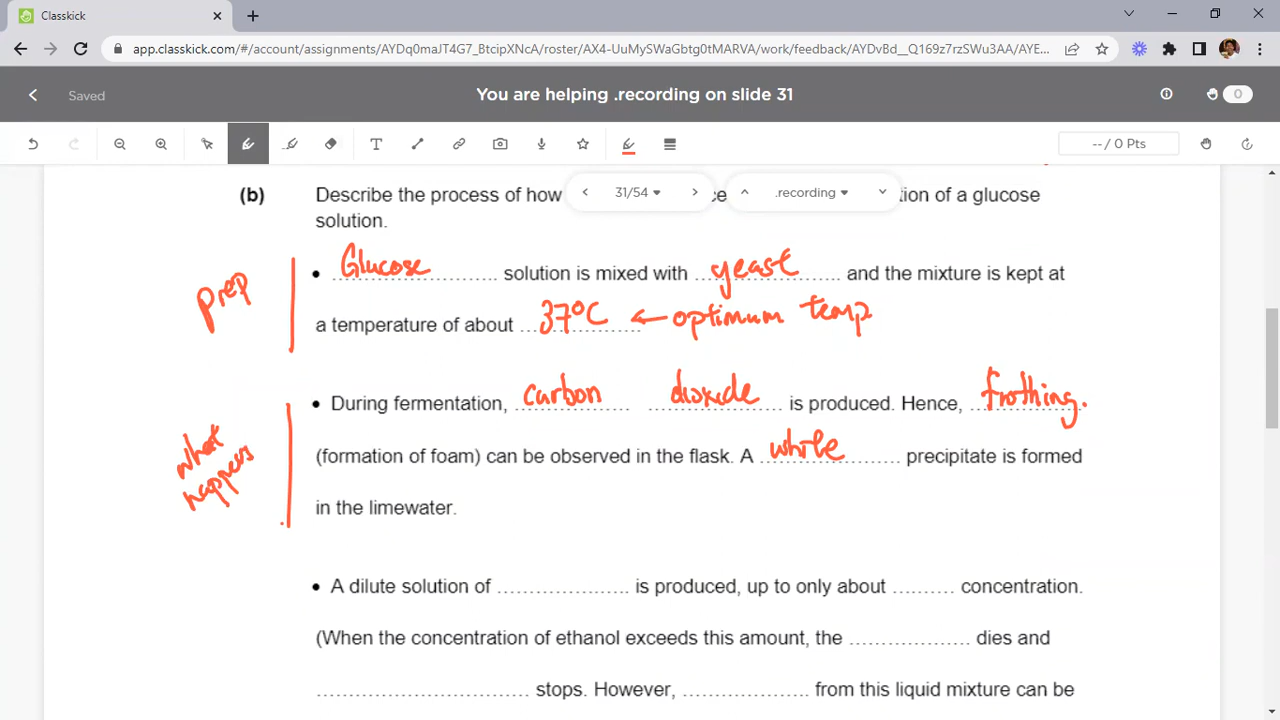 Classkick
app.classkick.com/#/account/assignments/AYDq0maJT4G7_BtcipXNcA/roster/AX4-UuMySWaGbtg0tMARVA/work/feedback/AYDvBd__Q169z7rzSWu3AA/AYE...
Saved
You are helping .recording on slide 31
0
T
-- / 0 Pts
31/54
.recording
(b) Describe the process of how ce tion of a glucose
solution.
prep
• Glucose solution is mixed with yeast and the mixture is kept at
a temperature of about 37°C ← optimum temp
what happens
• During fermentation, carbon dioxide is produced. Hence, frothing.
(formation of foam) can be observed in the flask. A white precipitate is formed
in the limewater.
• A dilute solution of ........................ is produced, up to only about .......... concentration.
(When the concentration of ethanol exceeds this amount, the ...................... dies and
...................................... stops. However, ...................... from this liquid mixture can be